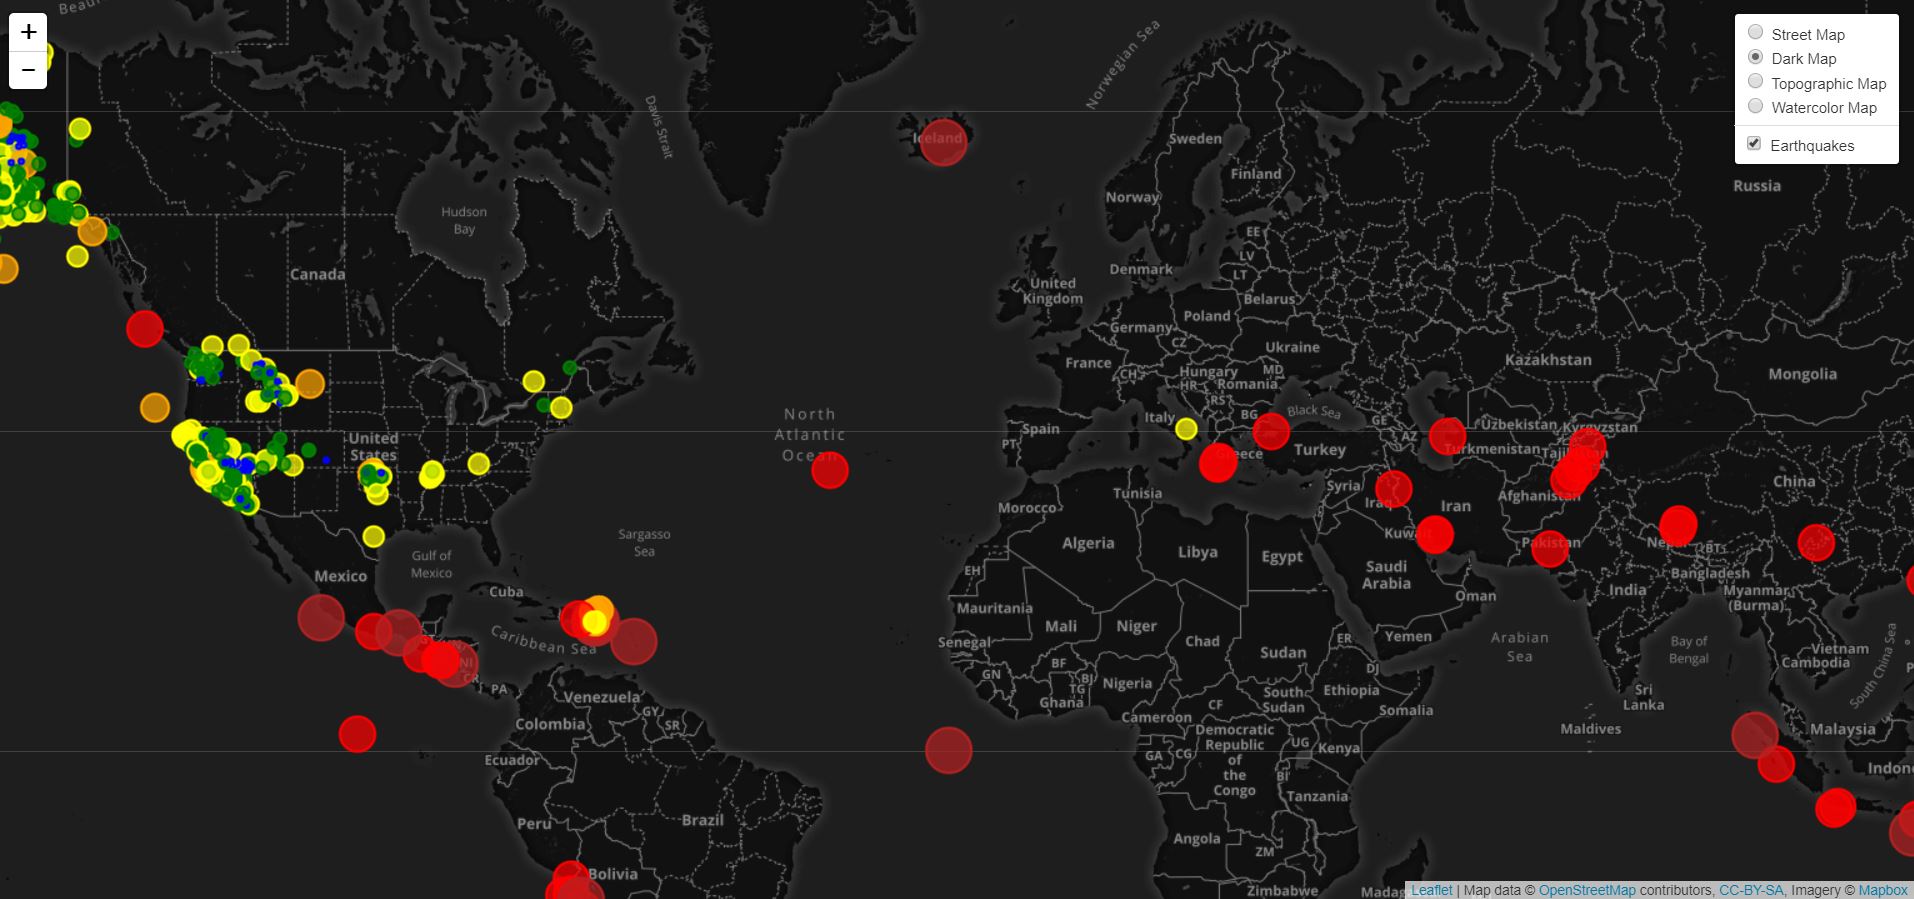 +
−
Street Map
Dark Map
Topographic Map
Watercolor Map
Earthquakes
Norwegian Sea
Davis Strait
Iceland
Sweden
Finland
Norway
Russia
Hudson
Bay
EE
LV
LT
Denmark
Canada
United
Kingdom
Belarus
Poland
Germany
CZ
Ukraine
Kazakhstan
France
CH
Hungary
MD
HR
Romania
RS
Mongolia
North
Atlantic
Ocean
Italy
BG
Black Sea
GE
AZ
Uzbekistan
Kyrgyzstan
PT
Spain
Greece
Turkey
Turkmenistan
United
States
Syria
Iraq
Iran
Afghanistan
China
Tunisia
Morocco
Sargasso
Sea
Gulf of
Mexico
Algeria
Libya
Egypt
Kuwait
Pakistan
Nepal
BT
Bangladesh
Mexico
Cuba
EH
Saudi
Arabia
Oman
India
Myanmar
(Burma)
Mauritania
Mali
Niger
Chad
Sudan
ER
Yemen
Arabian
Sea
Bay of
Bengal
Vietnam
Cambodia
South China Sea
Caribbean Sea
Senegal
NI
CR
PA
GN
BF
BJ
TG
Ghana
Nigeria
DJ
Ethiopia
Somalia
South
Sudan
CF
Cameroon
Sri
Lanka
Maldives
Malaysia
Venezuela
GY
SR
Colombia
Ecuador
GA
CG
Democratic
Republic
of
the
Congo
UG
Kenya
BI
Tanzania
Peru
Brazil
Bolivia
Angola
ZM
Zimbabwe
Leaflet | Map data © OpenStreetMap contributors, CC-BY-SA, Imagery © Mapbox